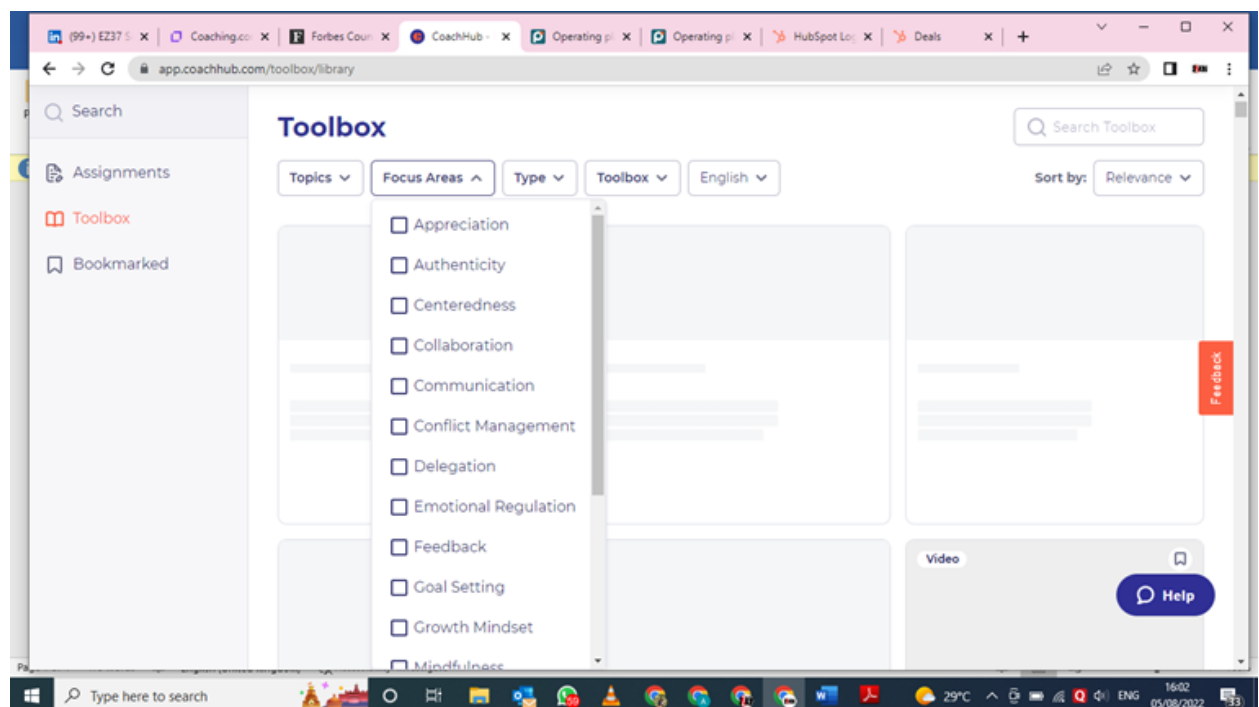 (99+) EZ37 S
Coaching.co
Forbes Coun
CoachHub -
Operating pl
Operating pl
HubSpot Log
Deals
app.coachhub.com/toolbox/library
Search
Assignments
Toolbox
Bookmarked
Toolbox
Search Toolbox
Topics
Focus Areas
Type
Toolbox
English
Sort by:
Relevance
Appreciation
Authenticity
Centeredness
Collaboration
Communication
Conflict Management
Delegation
Emotional Regulation
Feedback
Goal Setting
Growth Mindset
Mindfulness
Video
Feedback
Help
Type here to search
29°C
ENG
16:02
05/08/2022